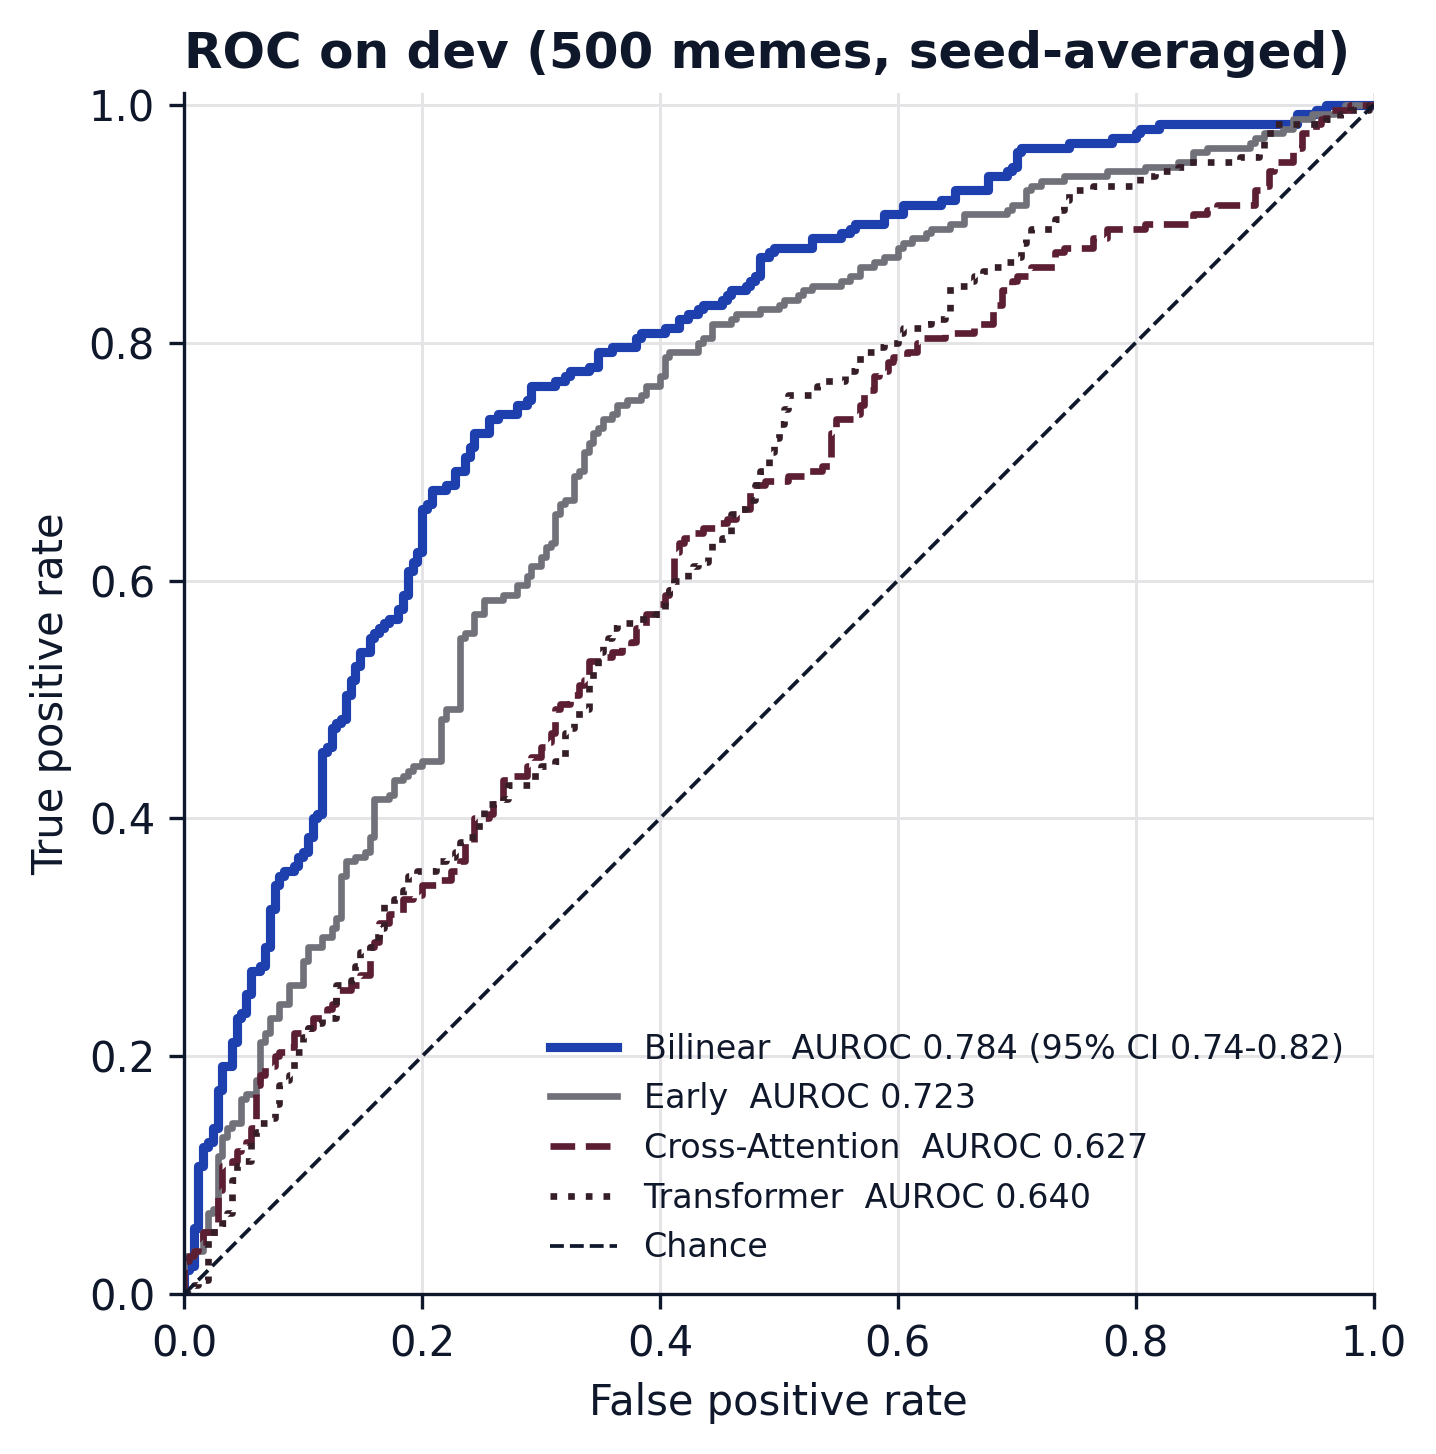 ROC on dev (500 memes, seed-averaged)
1.0
0.8
0.6
0.4
0.2
0.0
True positive rate
Bilinear  AUROC 0.784 (95% CI 0.74-0.82)
Early  AUROC 0.723
Cross-Attention  AUROC 0.627
Transformer  AUROC 0.640
Chance
0.0 0.2 0.4 0.6 0.8 1.0
False positive rate